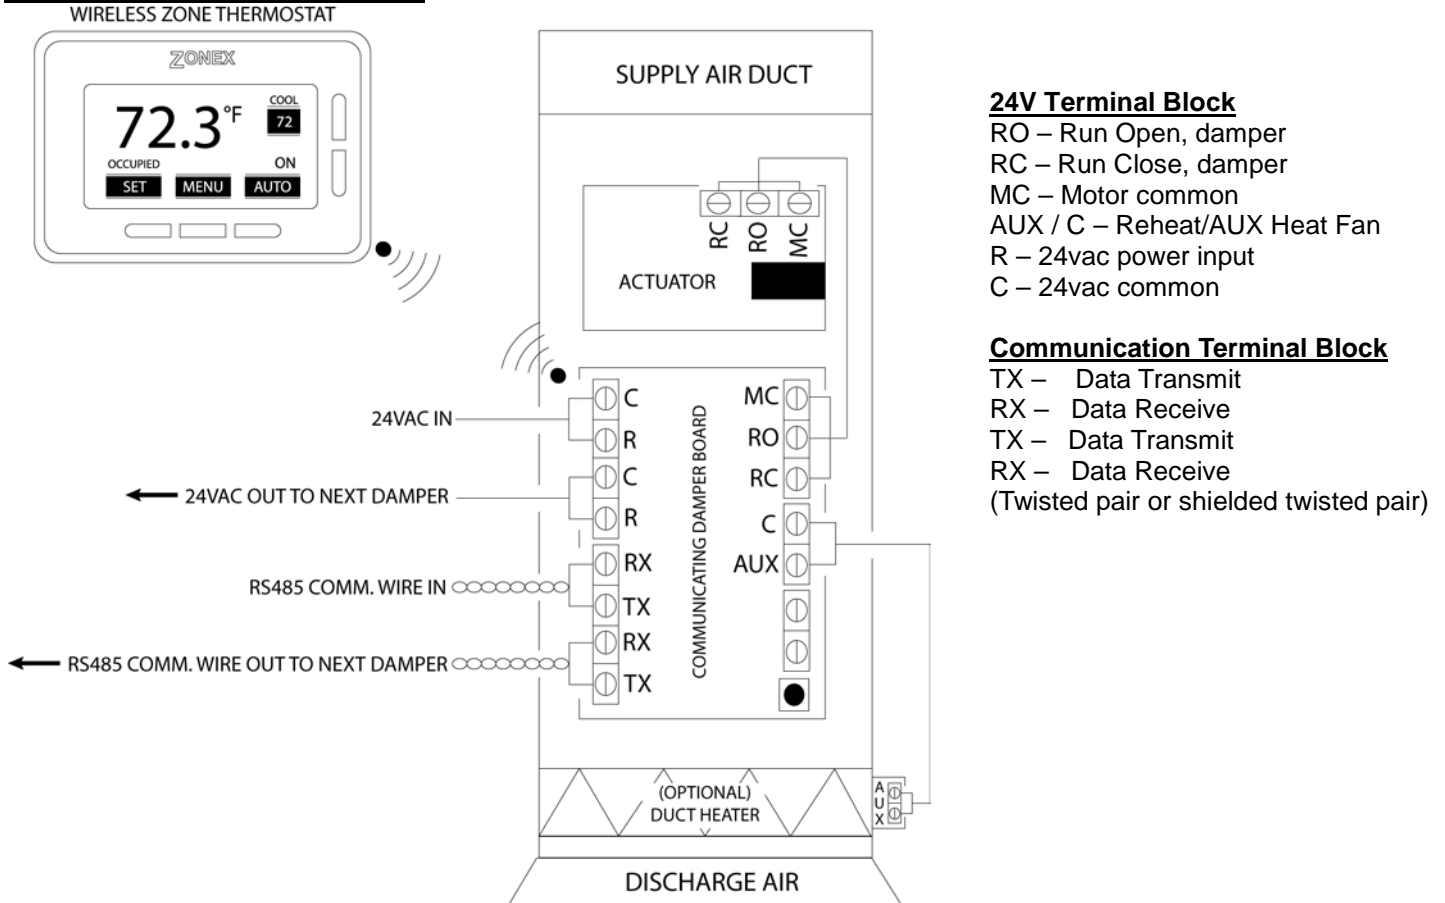 WIRELESS ZONE THERMOSTAT
ZONEX
72.3°F
COOL
72
OCCUPIED
ON
SET
MENU
AUTO
SUPPLY AIR DUCT
RC
RO
MC
ACTUATOR
24VAC IN
24VAC OUT TO NEXT DAMPER
RS485 COMM. WIRE IN
RS485 COMM. WIRE OUT TO NEXT DAMPER
C
R
C
R
RX
TX
RX
TX
COMMUNICATING DAMPER BOARD
MC
RO
RC
C
AUX
(OPTIONAL)
DUCT HEATER
AUX
DISCHARGE AIR
24V Terminal Block
RO – Run Open, damper
RC – Run Close, damper
MC – Motor common
AUX / C – Reheat/AUX Heat Fan
R – 24vac power input
C – 24vac common
Communication Terminal Block
TX – Data Transmit
RX – Data Receive
TX – Data Transmit
RX – Data Receive
(Twisted pair or shielded twisted pair)